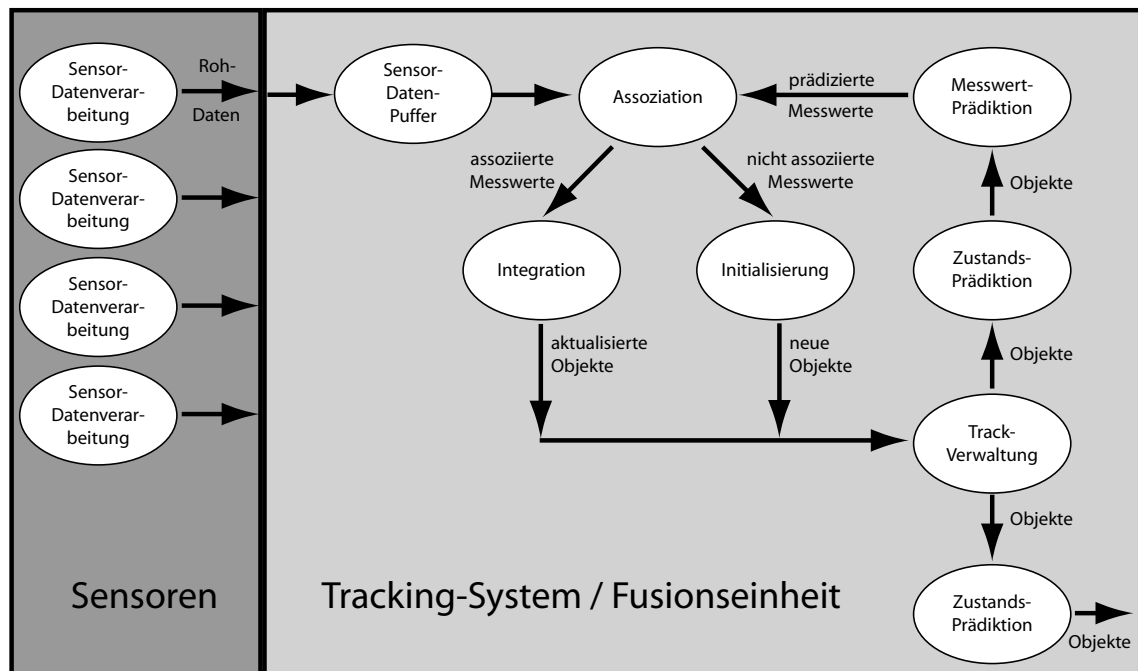 Sensor-
Datenverar-
beitung
Roh-
Daten
Sensor-
Daten-
Puffer
Assoziation
prädizierte
Messwerte
Messwert-
Prädiktion
Sensor-
Datenverar-
beitung
assoziierte
Messwerte
nicht assoziierte
Messwerte
Objekte
Sensor-
Datenverar-
beitung
Integration
Initialisierung
Zustands-
Prädiktion
aktualisierte
Objekte
neue
Objekte
Objekte
Sensor-
Datenverar-
beitung
Track-
Verwaltung
Objekte
Sensoren
Tracking-System / Fusionseinheit
Zustands-
Prädiktion
Objekte